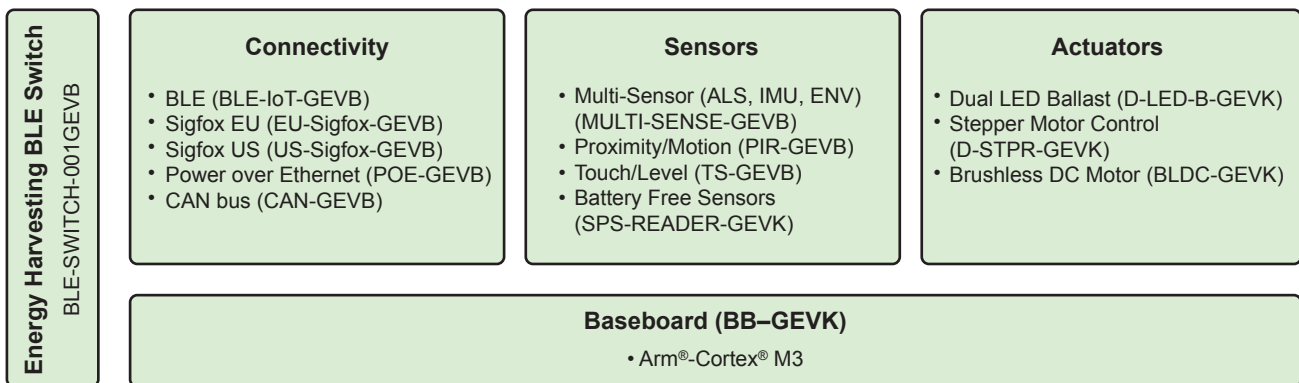 Energy Harvesting BLE Switch
BLE-SWITCH-001GEVB
Connectivity
• BLE (BLE-IoT-GEVB)
• Sigfox EU (EU-Sigfox-GEVB)
• Sigfox US (US-Sigfox-GEVB)
• Power over Ethernet (POE-GEVB)
• CAN bus (CAN-GEVB)
Sensors
• Multi-Sensor (ALS, IMU, ENV)
(MULTI-SENSE-GEVB)
• Proximity/Motion (PIR-GEVB)
• Touch/Level (TS-GEVB)
• Battery Free Sensors
(SPS-READER-GEVK)
Actuators
• Dual LED Ballast (D-LED-B-GEVK)
• Stepper Motor Control
(D-STPR-GEVK)
• Brushless DC Motor (BLDC-GEVK)
Baseboard (BB–GEVK)
• Arm®-Cortex® M3